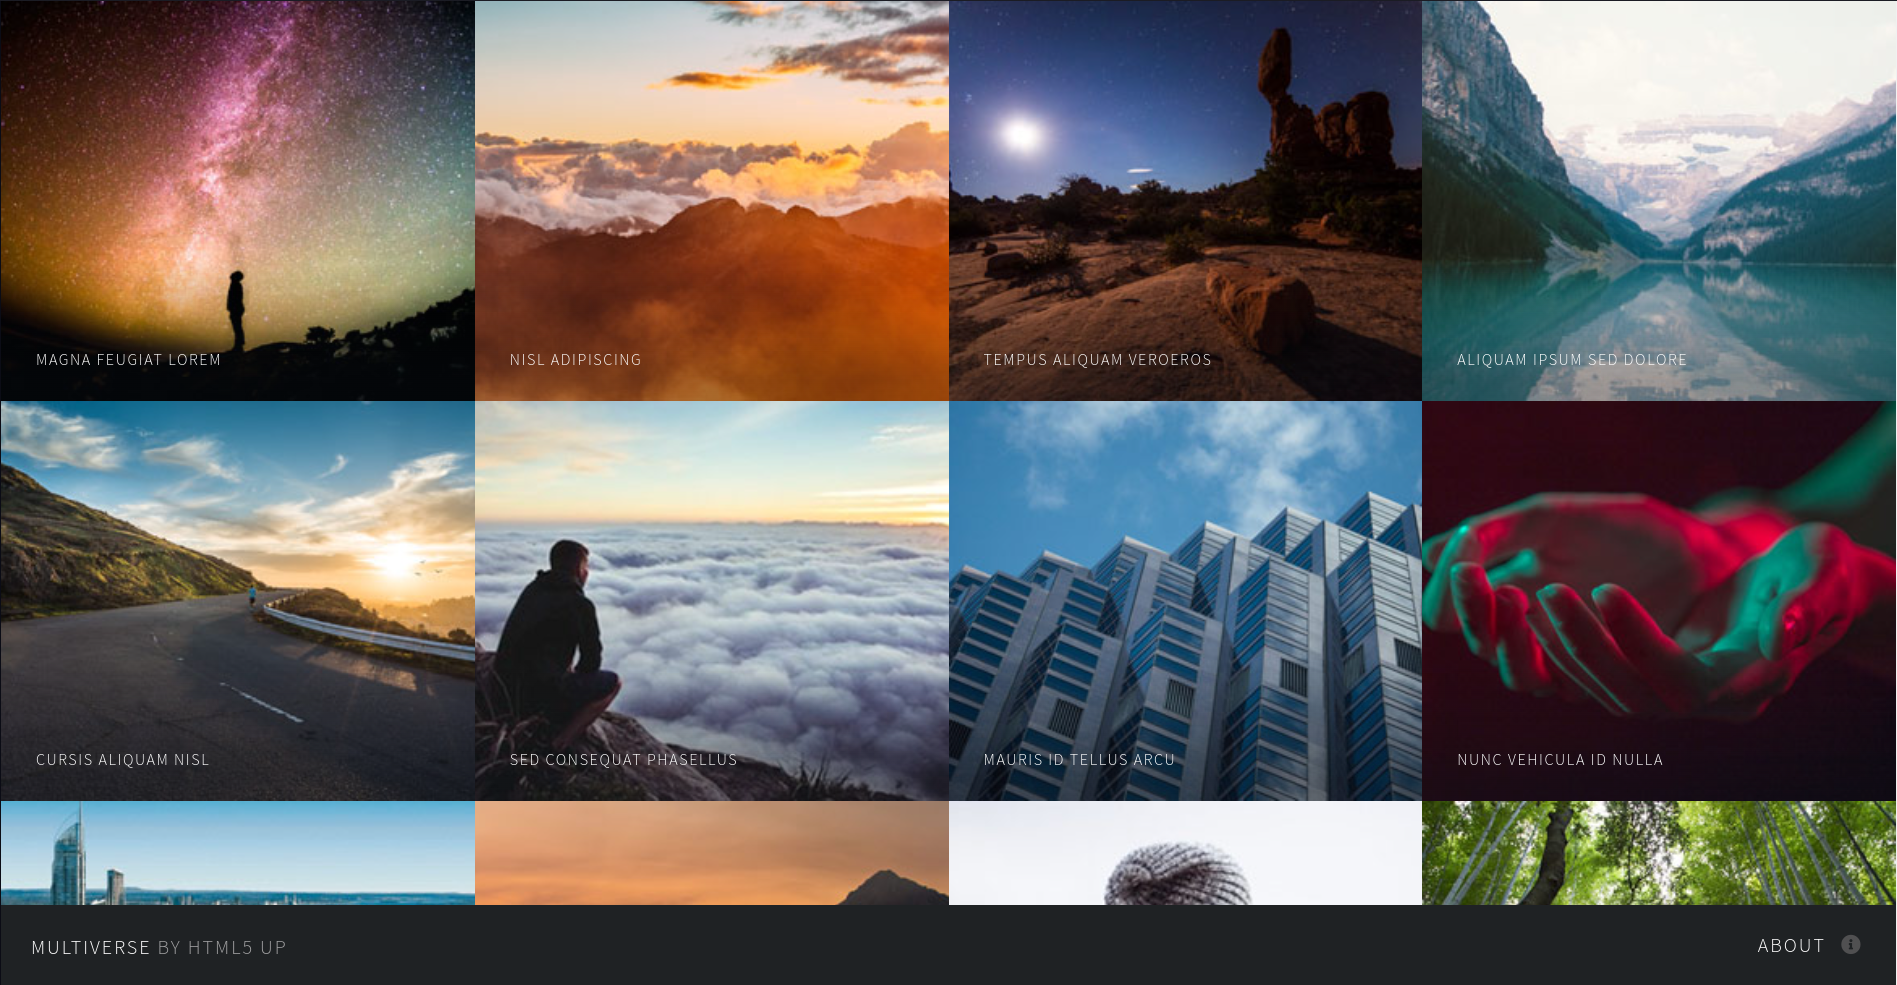 MAGNA FEUGIAT LOREM
NISL ADIPISCING
TEMPUS ALIQUAM VEROEROS
ALIQUAM IPSUM SED DOLORE
CURSIS ALIQUAM NISL
SED CONSEQUAT PHASELLUS
MAURIS ID TELLUS ARCU
NUNC VEHICULA ID NULLA
MULTIVERSE BY HTML5 UP
ABOUT